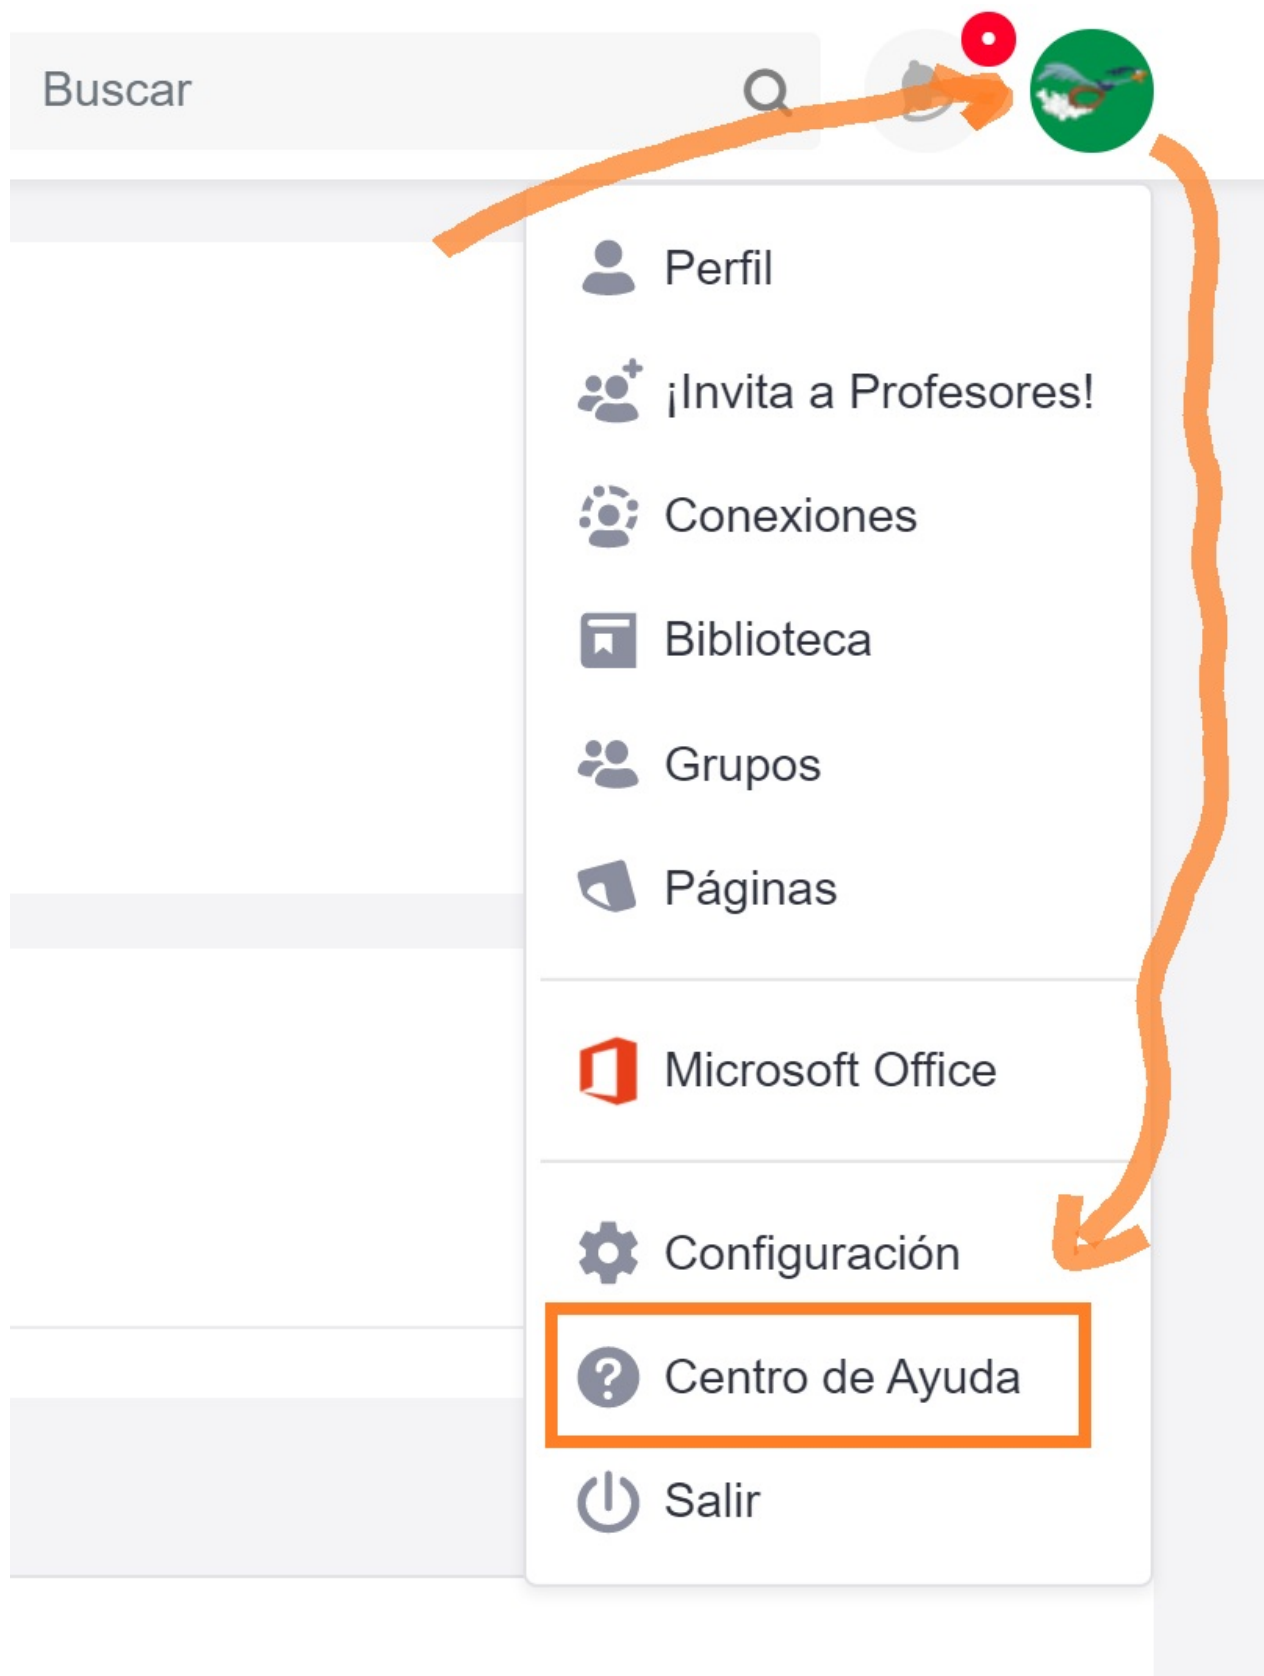 Buscar
Perfil
¡Invita a Profesores!
Conexiones
Biblioteca
Grupos
Páginas
Microsoft Office
Configuración
Centro de Ayuda
Salir